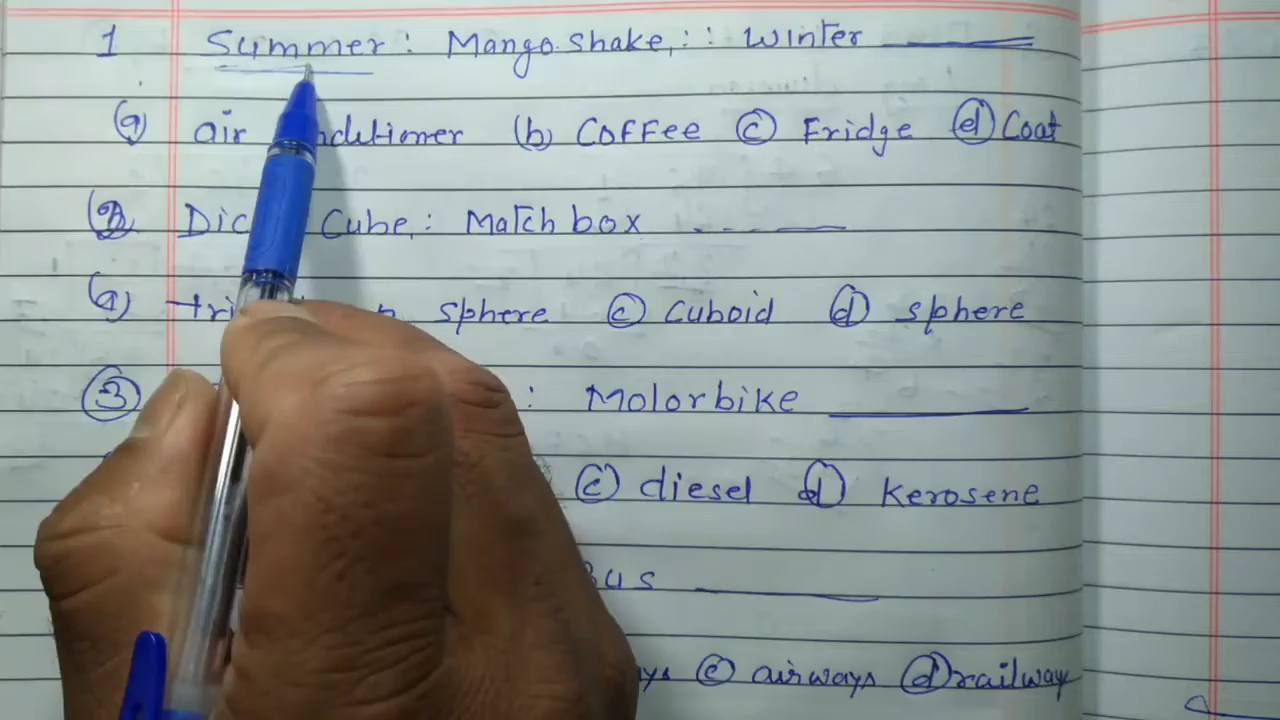 1 Summer : Mango shake, : : Winter
(a) air (b) Coffee (c) Fridge (d) Coat
Cube, : Match box
(a) sphere (c) Cuboid (d) sphere
(3) : Motorbike
(c) diesel (d) Kerosene
Bus
(c) airways (d) railway